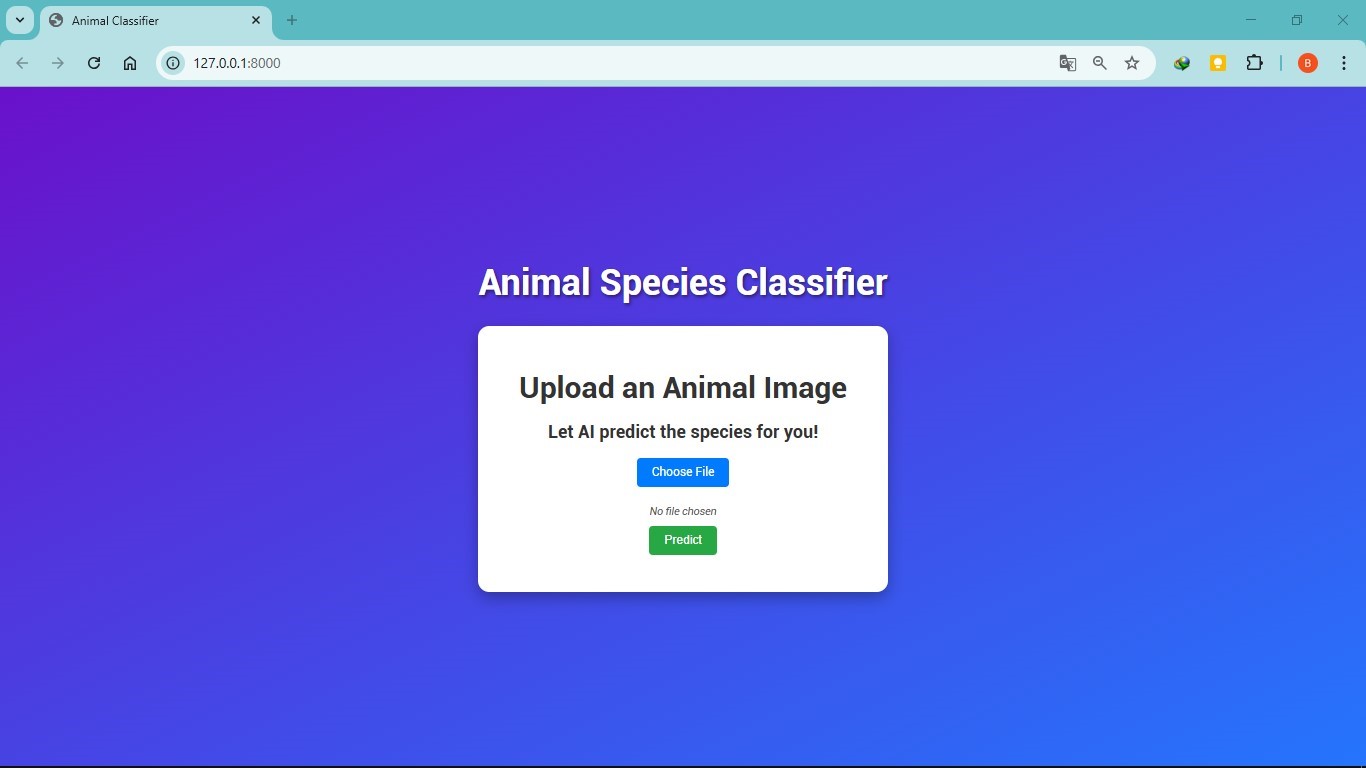 Animal Classifier
127.0.0.1:8000
B
Animal Species Classifier
Upload an Animal Image
Let AI predict the species for you!
Choose File
No file chosen
Predict